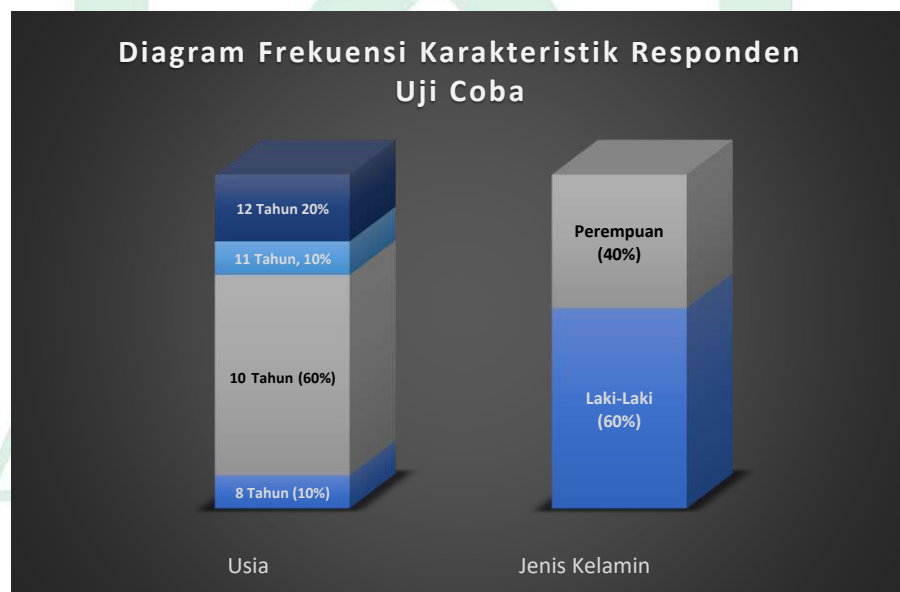 Diagram Frekuensi Karakteristik Responden
Uji Coba
12 Tahun 20%
11 Tahun, 10%
10 Tahun (60%)
8 Tahun (10%)
Perempuan
(40%)
Laki-Laki
(60%)
Usia
Jenis Kelamin